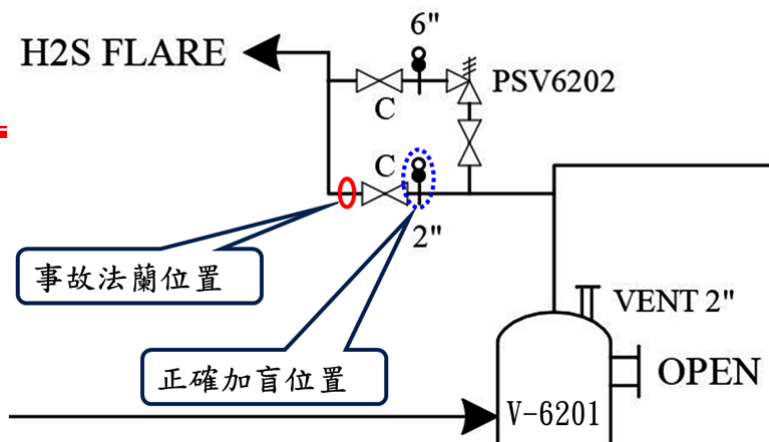 6"
H2S FLARE
PSV6202
C
C
2"
事故法蘭位置
VENT 2"
正確加盲位置
OPEN
V-6201